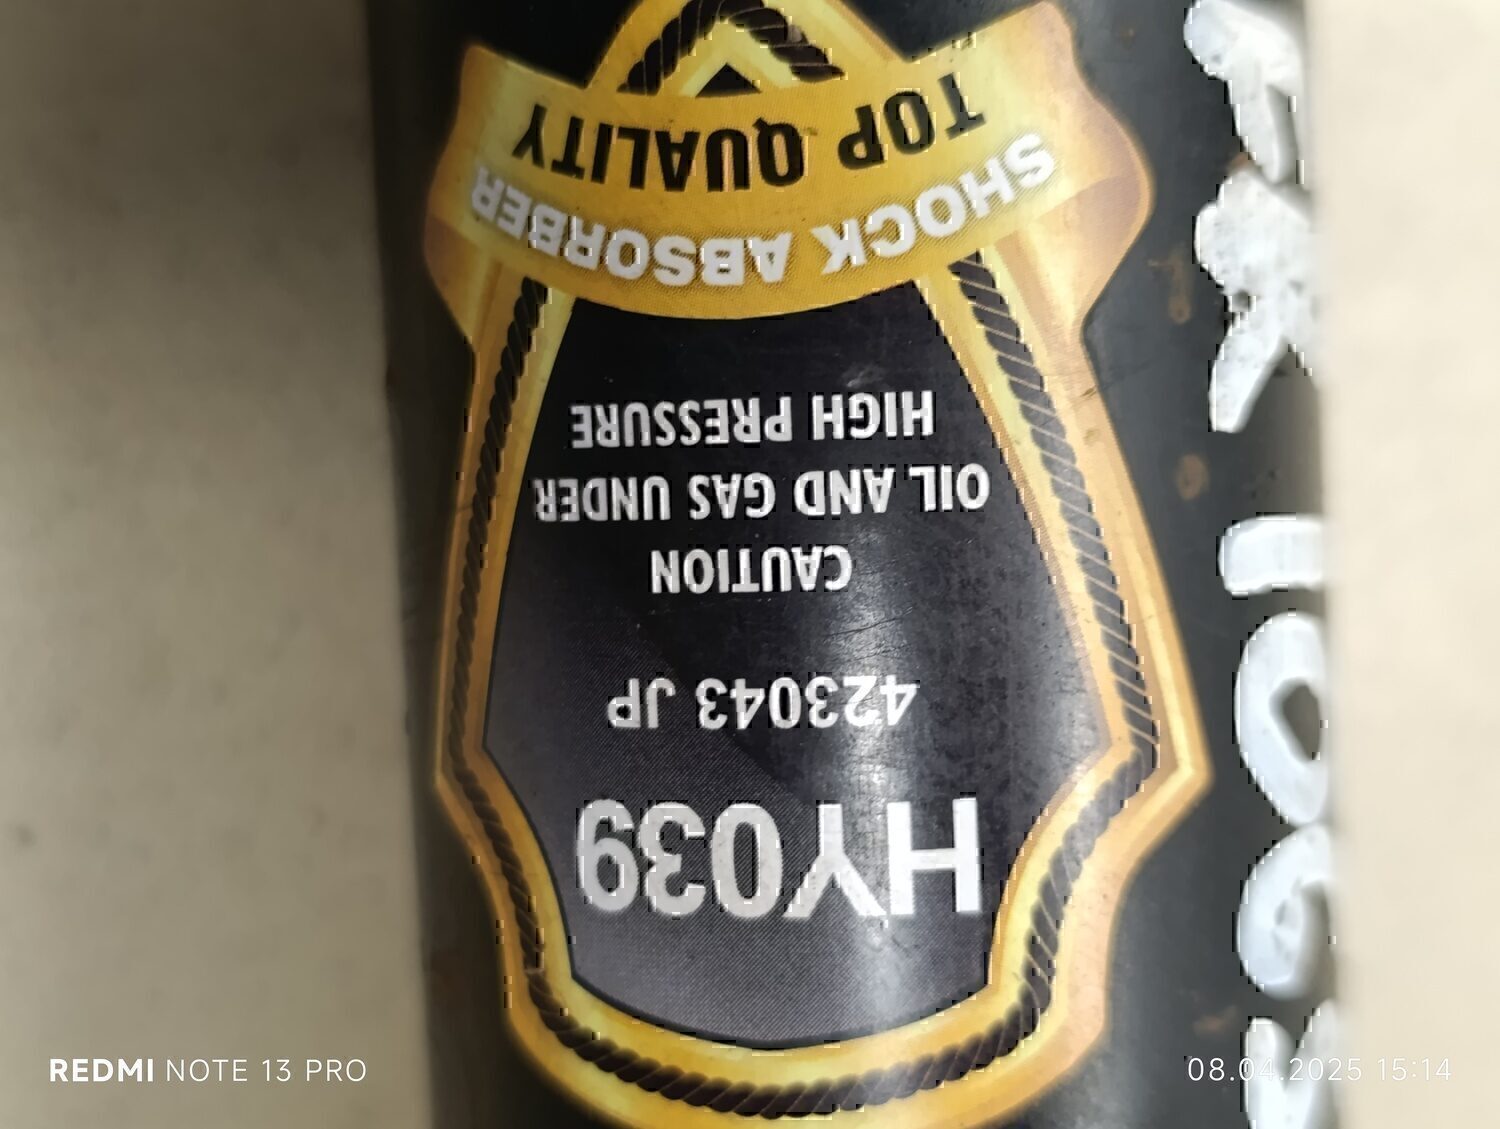 HY039
423043 JP
CAUTION
OIL AND GAS UNDER
HIGH PRESSURE
SHOCK ABSORBER
TOP QUALITY
REDMI NOTE 13 PRO
08.04.2025 15:14